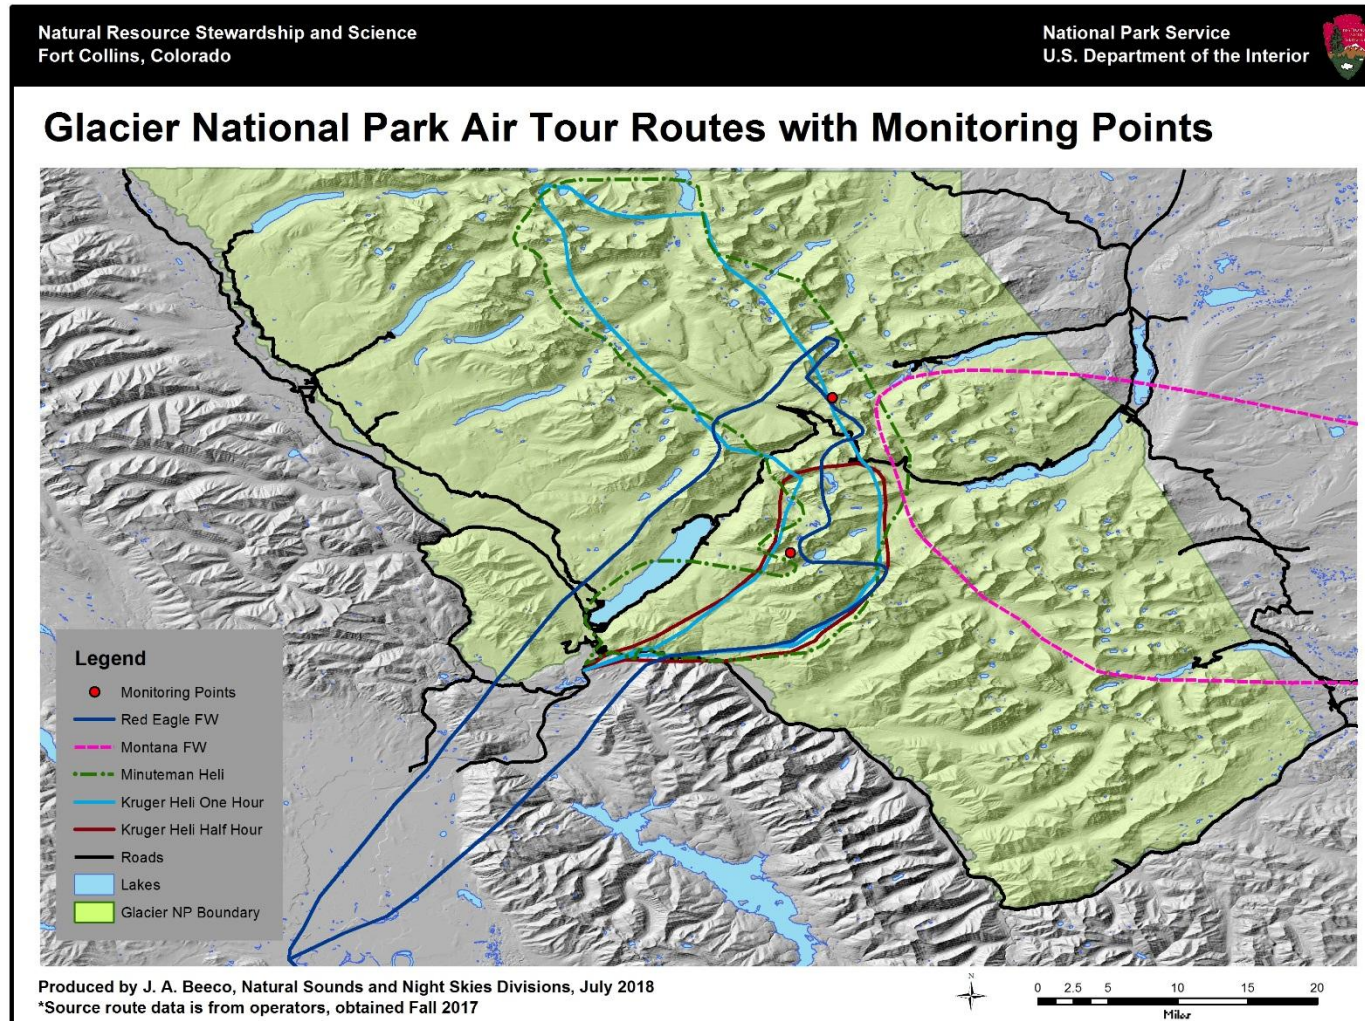 Natural Resource Stewardship and Science
Fort Collins, Colorado
National Park Service
U.S. Department of the Interior
Glacier National Park Air Tour Routes with Monitoring Points
Legend
Monitoring Points
Red Eagle FW
Montana FW
Minuteman Heli
Kruger Heli One Hour
Kruger Heli Half Hour
Roads
Lakes
Glacier NP Boundary
Produced by J. A. Beeco, Natural Sounds and Night Skies Divisions, July 2018
*Source route data is from operators, obtained Fall 2017
N
0 2.5 5 10 15 20
Miles